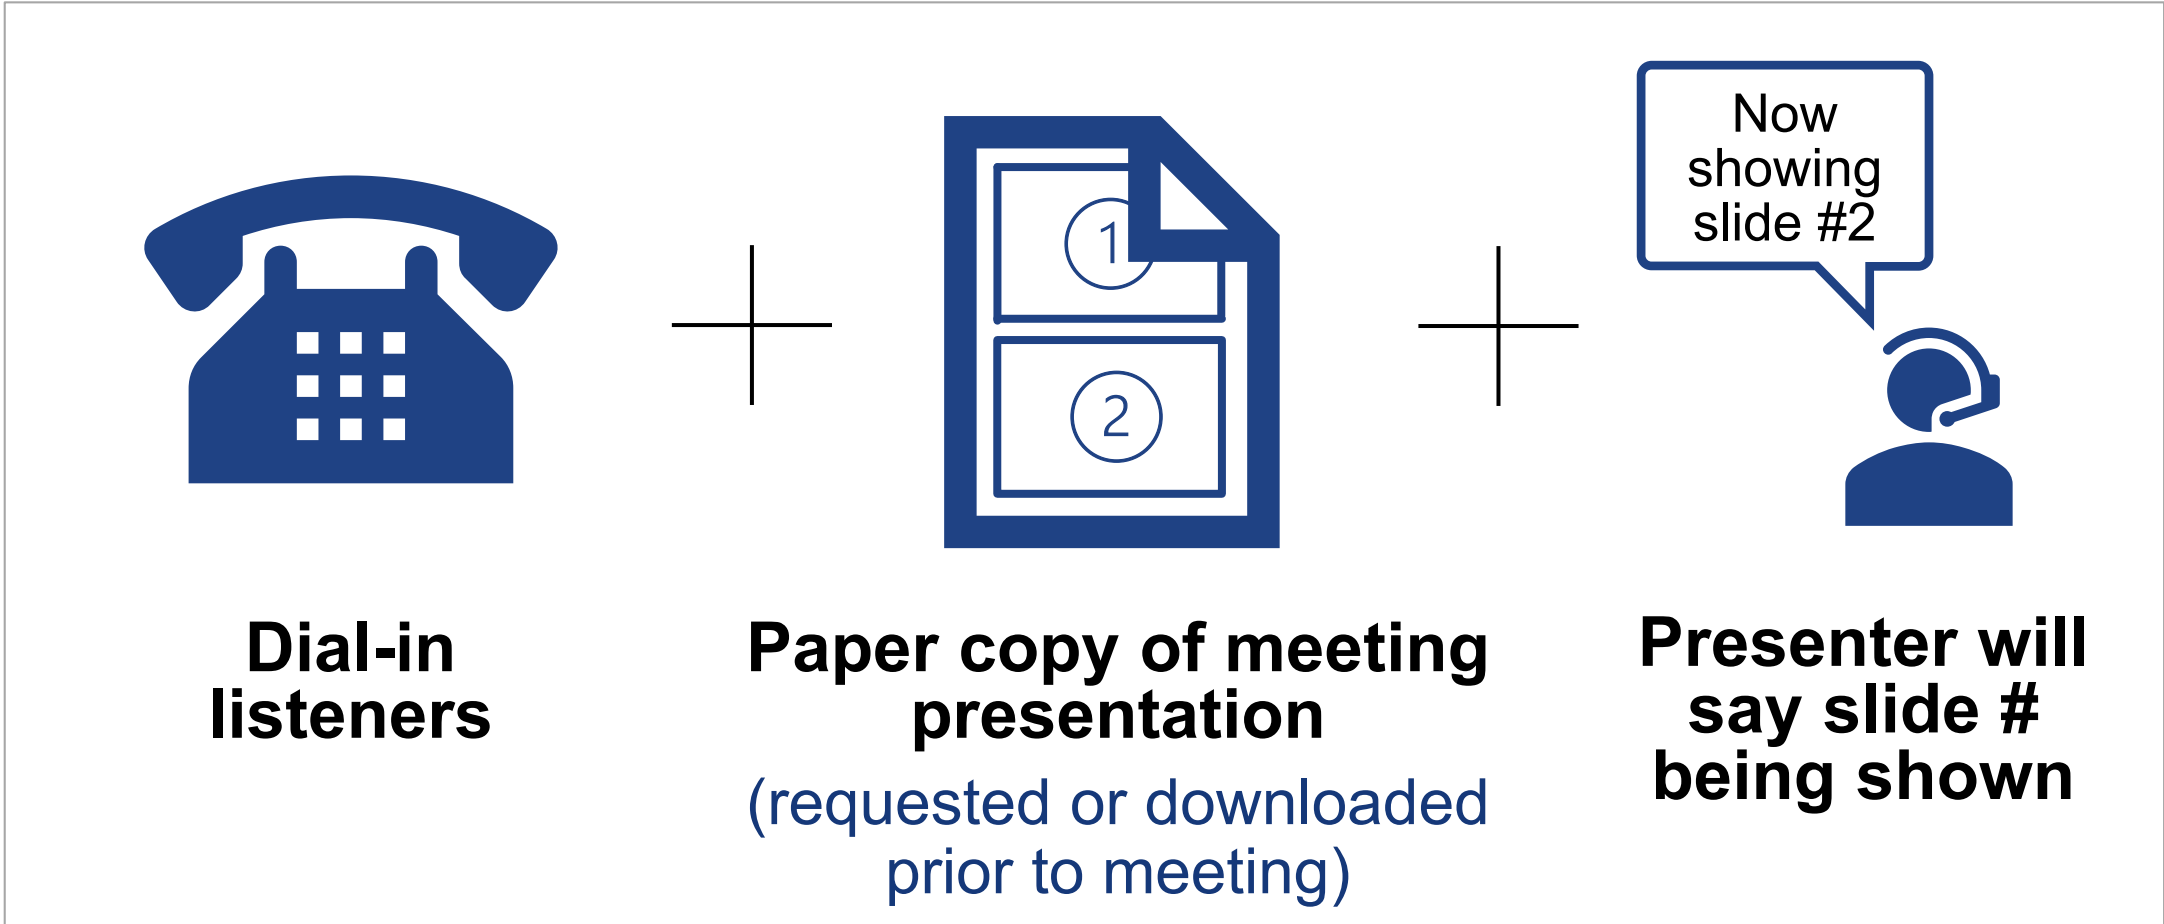 Now
showing
slide #2
1
2
Dial-in
listeners
Paper copy of meeting
presentation
(requested or downloaded
prior to meeting)
Presenter will
say slide #
being shown